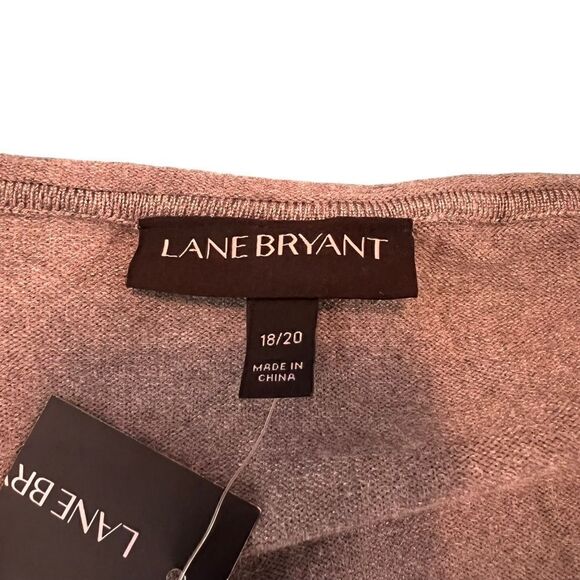 LANE BRYANT
18/20
MADE IN
CHINA
LANE BR